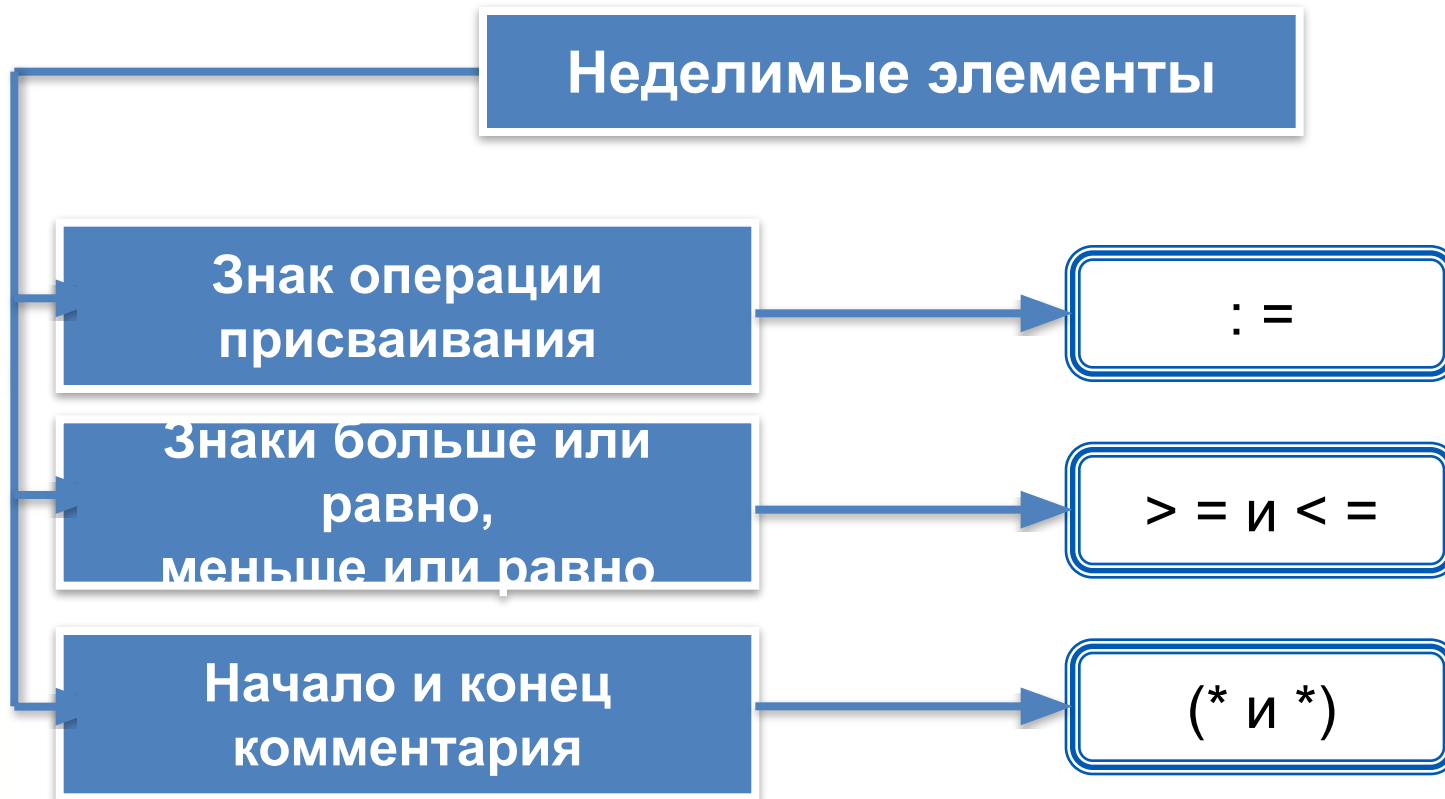 Неделимые элементы
Знак операции
присваивания
: =
Знаки больше или
равно,
меньше или равно
> = и < =
Начало и конец
комментария
(* и *)